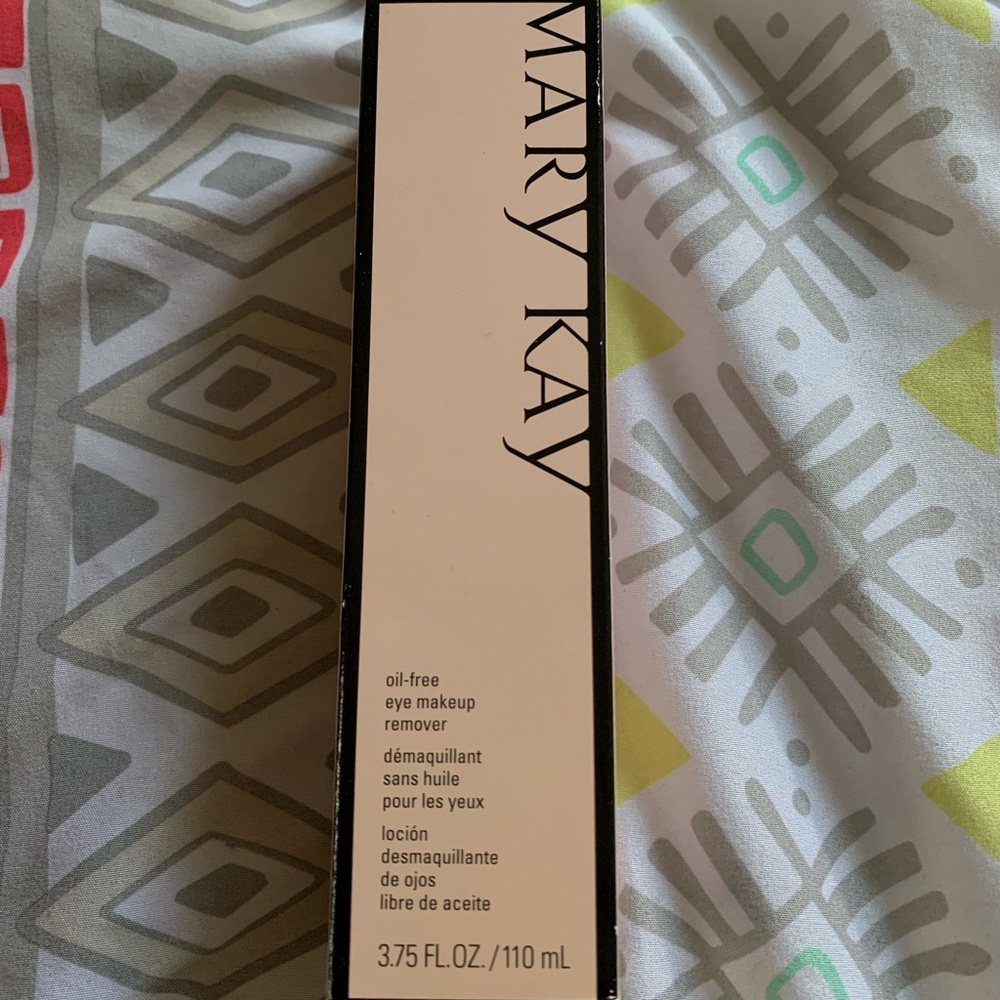 MARY KAY
oil-free
eye makeup
remover
démaquillant
sans huile
pour les yeux
loción
desmaquillante
de ojos
libre de aceite
3.75 FL.OZ./110 mL